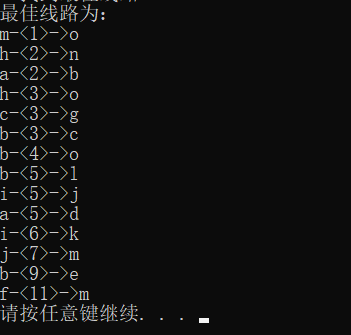 最佳线路为:
m-<1>->o
h-<2>->n
a-<2>->b
h-<3>->o
c-<3>->g
b-<3>->c
b-<4>->o
b-<5>->l
i-<5>->j
a-<5>->d
i-<6>->k
j-<7>->m
b-<9>->e
f-<11>->m
请按任意键继续. . .